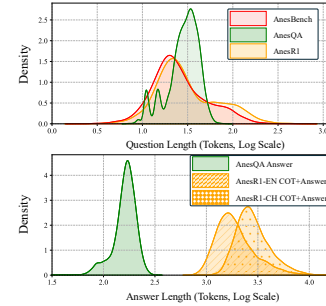 AnesBench
AnesQA
AnesR1
Density
2.5
2.0
1.5
1.0
0.5
0.0
0.0 0.5 1.0 1.5 2.0 2.5 3.0
Question Length (Tokens, Log Scale)
AnesQA Answer
AnesR1-EN COT+Answer
AnesR1-CH COT+Answer
Density
4
3
2
1
0
1.5 2.0 2.5 3.0 3.5 4.0
Answer Length (Tokens, Log Scale)